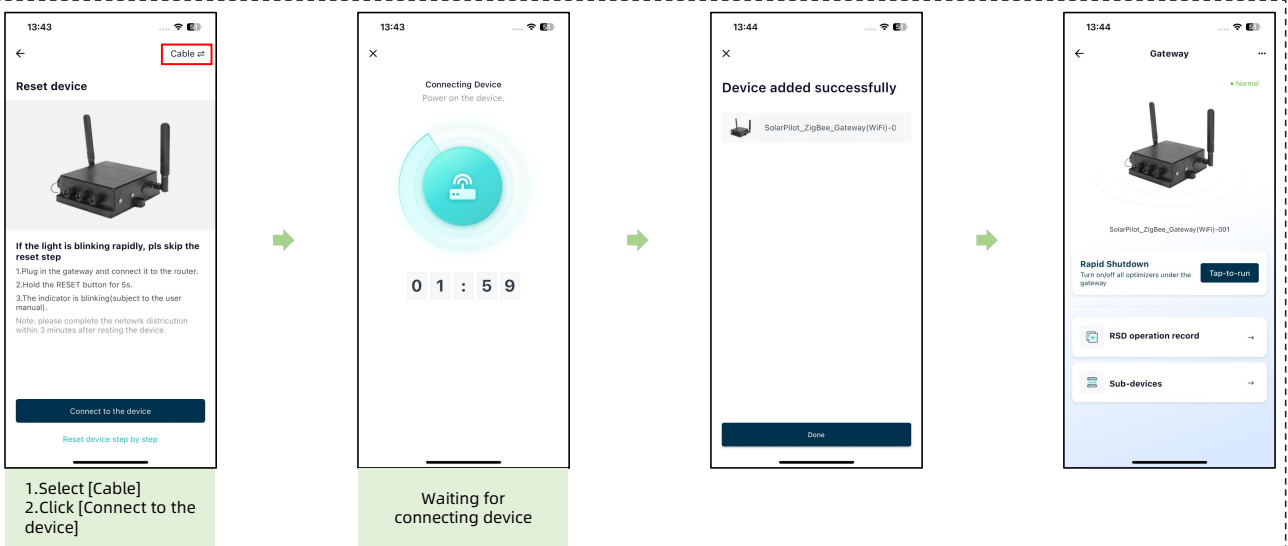 13:43
Cable ⇌
Reset device
If the light is blinking rapidly, pls skip the
reset step
1.Plug in the gateway and connect it to the router.
2.Hold the RESET button for 5s.
3.The indicator is blinking(subject to the user
manual).
Note: please complete the netowrk districution
within 3 minutes after resting the device.
Connect to the device
Reset device step by step
1.Select [Cable]
2.Click [Connect to the
device]
13:43
Connecting Device
Power on the device.
01:59
Waiting for
connecting device
13:44
Device added successfully
SolarPilot_ZigBee_Gateway(WiFi)-0
Done
13:44
Gateway
Normal
SolarPilot_ZigBee_Gateway(WiFi)-001
Rapid Shutdown
Turn on/off all optimizers under the
gateway
Tap-to-run
RSD operation record
Sub-devices